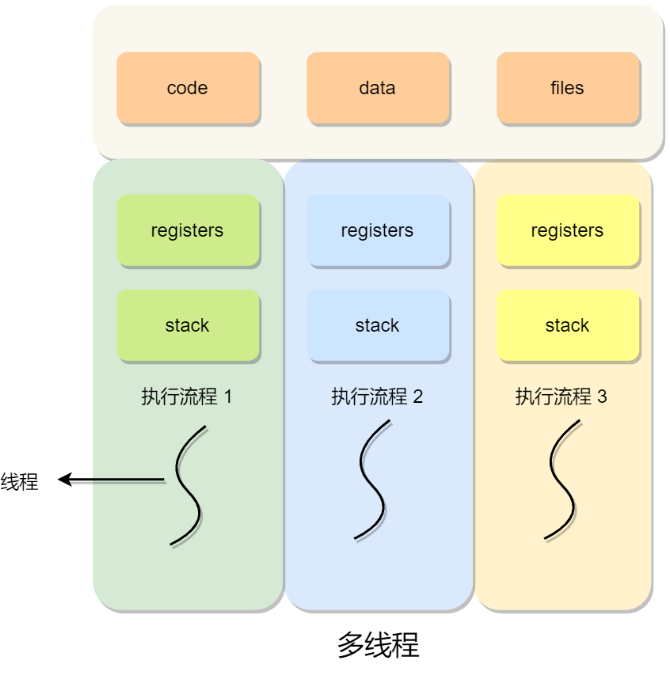 code
data
files
registers
registers
registers
stack
stack
stack
执行流程 1
执行流程 2
执行流程 3
线程
多线程